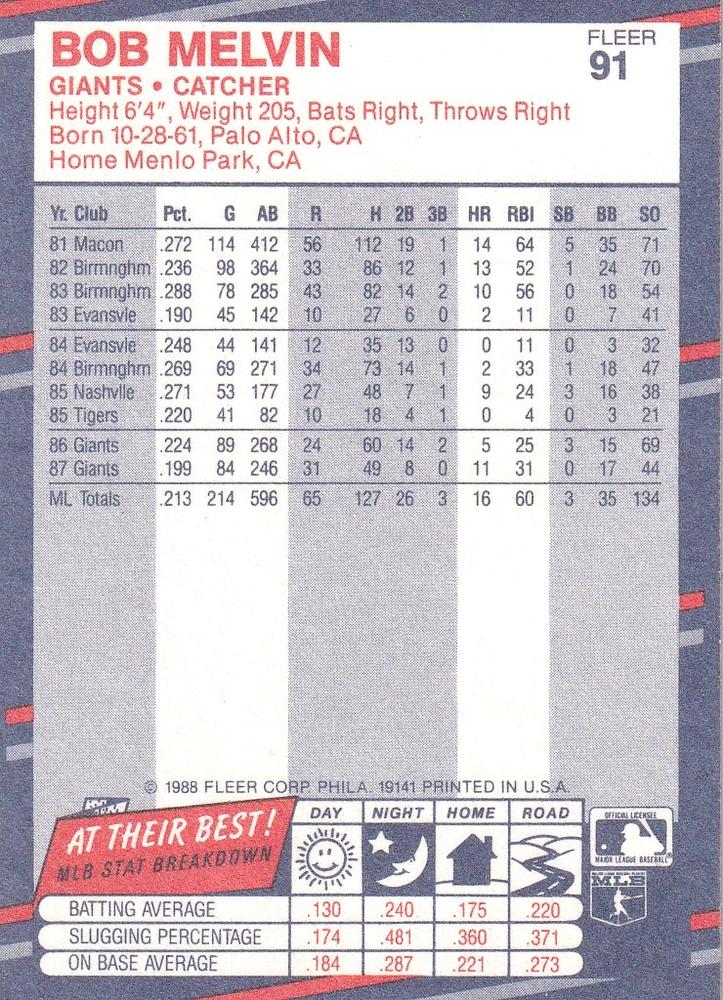 BOB MELVIN
FLEER
91
GIANTS • CATCHER
Height 6'4", Weight 205, Bats Right, Throws Right
Born 10-28-61, Palo Alto, CA
Home Menlo Park, CA
Yr. Club Pct. G AB R H 2B 3B HR RBI SB BB SO
81 Macon .272 114 412 56 112 19 1 14 64 5 35 71
82 Birmnghm .236 98 364 33 86 12 1 13 52 1 24 70
83 Birmnghm .288 78 285 43 82 14 2 10 56 0 18 54
83 Evansvle .190 45 142 10 27 6 0 2 11 0 7 41
84 Evansvle .248 44 141 12 35 13 0 0 11 0 3 32
84 Birmnghm .269 69 271 34 73 14 1 2 33 1 18 47
85 Nashvlle .271 53 177 27 48 7 1 9 24 3 16 38
85 Tigers .220 41 82 10 18 4 1 0 4 0 3 21
86 Giants .224 89 268 24 60 14 2 5 25 3 15 69
87 Giants .199 84 246 31 49 8 0 11 31 0 17 44
ML Totals .213 214 596 65 127 26 3 16 60 3 35 134
© 1988 FLEER CORP. PHILA. 19141 PRINTED IN U.S.A.
AT THEIR BEST!
MLB STAT BREAKDOWN
DAY NIGHT HOME ROAD
OFFICIAL LICENSEE
MAJOR LEAGUE BASEBALL
MLB
BATTING AVERAGE .130 .240 .175 .220
SLUGGING PERCENTAGE .174 .481 .360 .371
ON BASE AVERAGE .184 .287 .221 .273